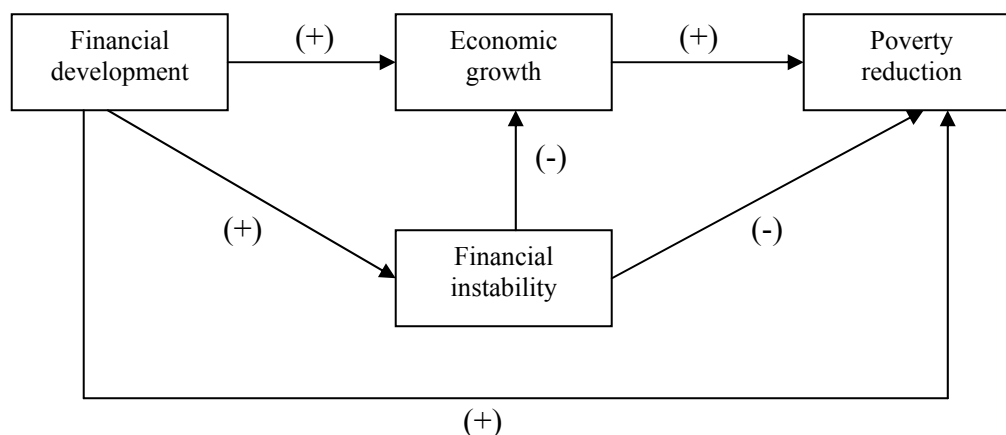 Financial
development
(+)
Economic
growth
(+)
Poverty
reduction
(-)
(+)
(-)
Financial
instability
(+)